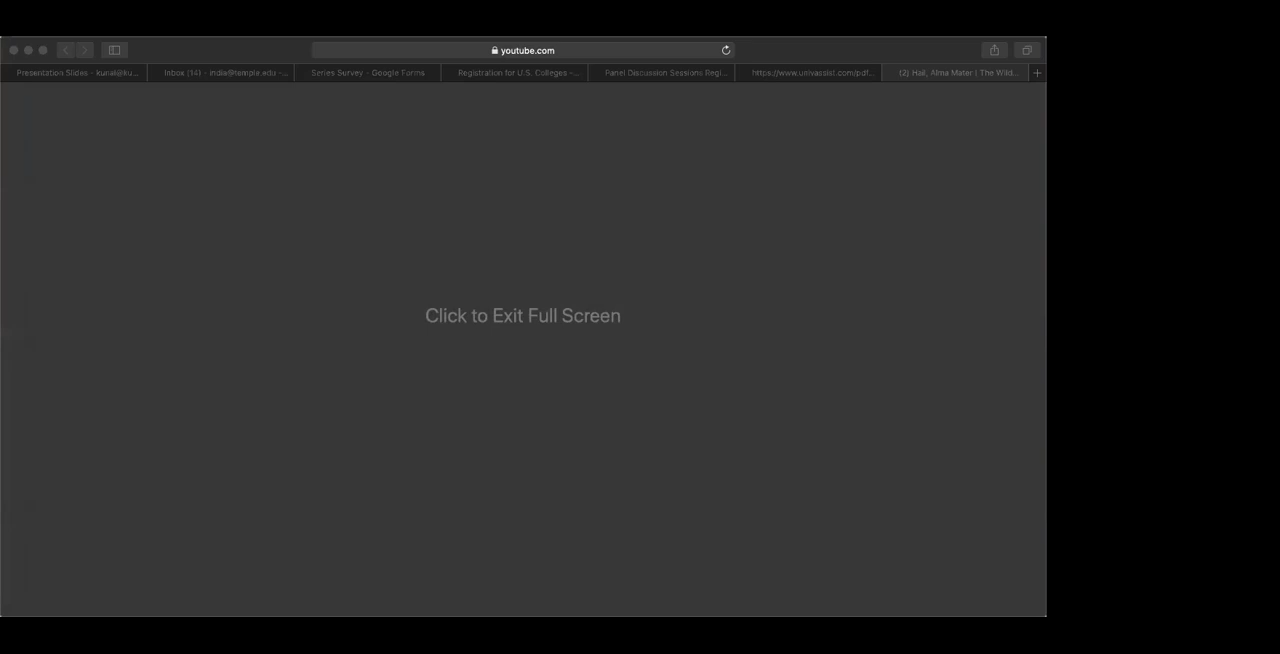 youtube.com
Presentation Slides - kunal@ku...
Inbox (14) - india@temple.edu -...
Series Survey - Google Forms
Registration for U.S. Colleges -...
Panel Discussion Sessions Regi...
https://www.univassist.com/pdf...
(2) Hail, Alma Mater | The Wild...
Click to Exit Full Screen